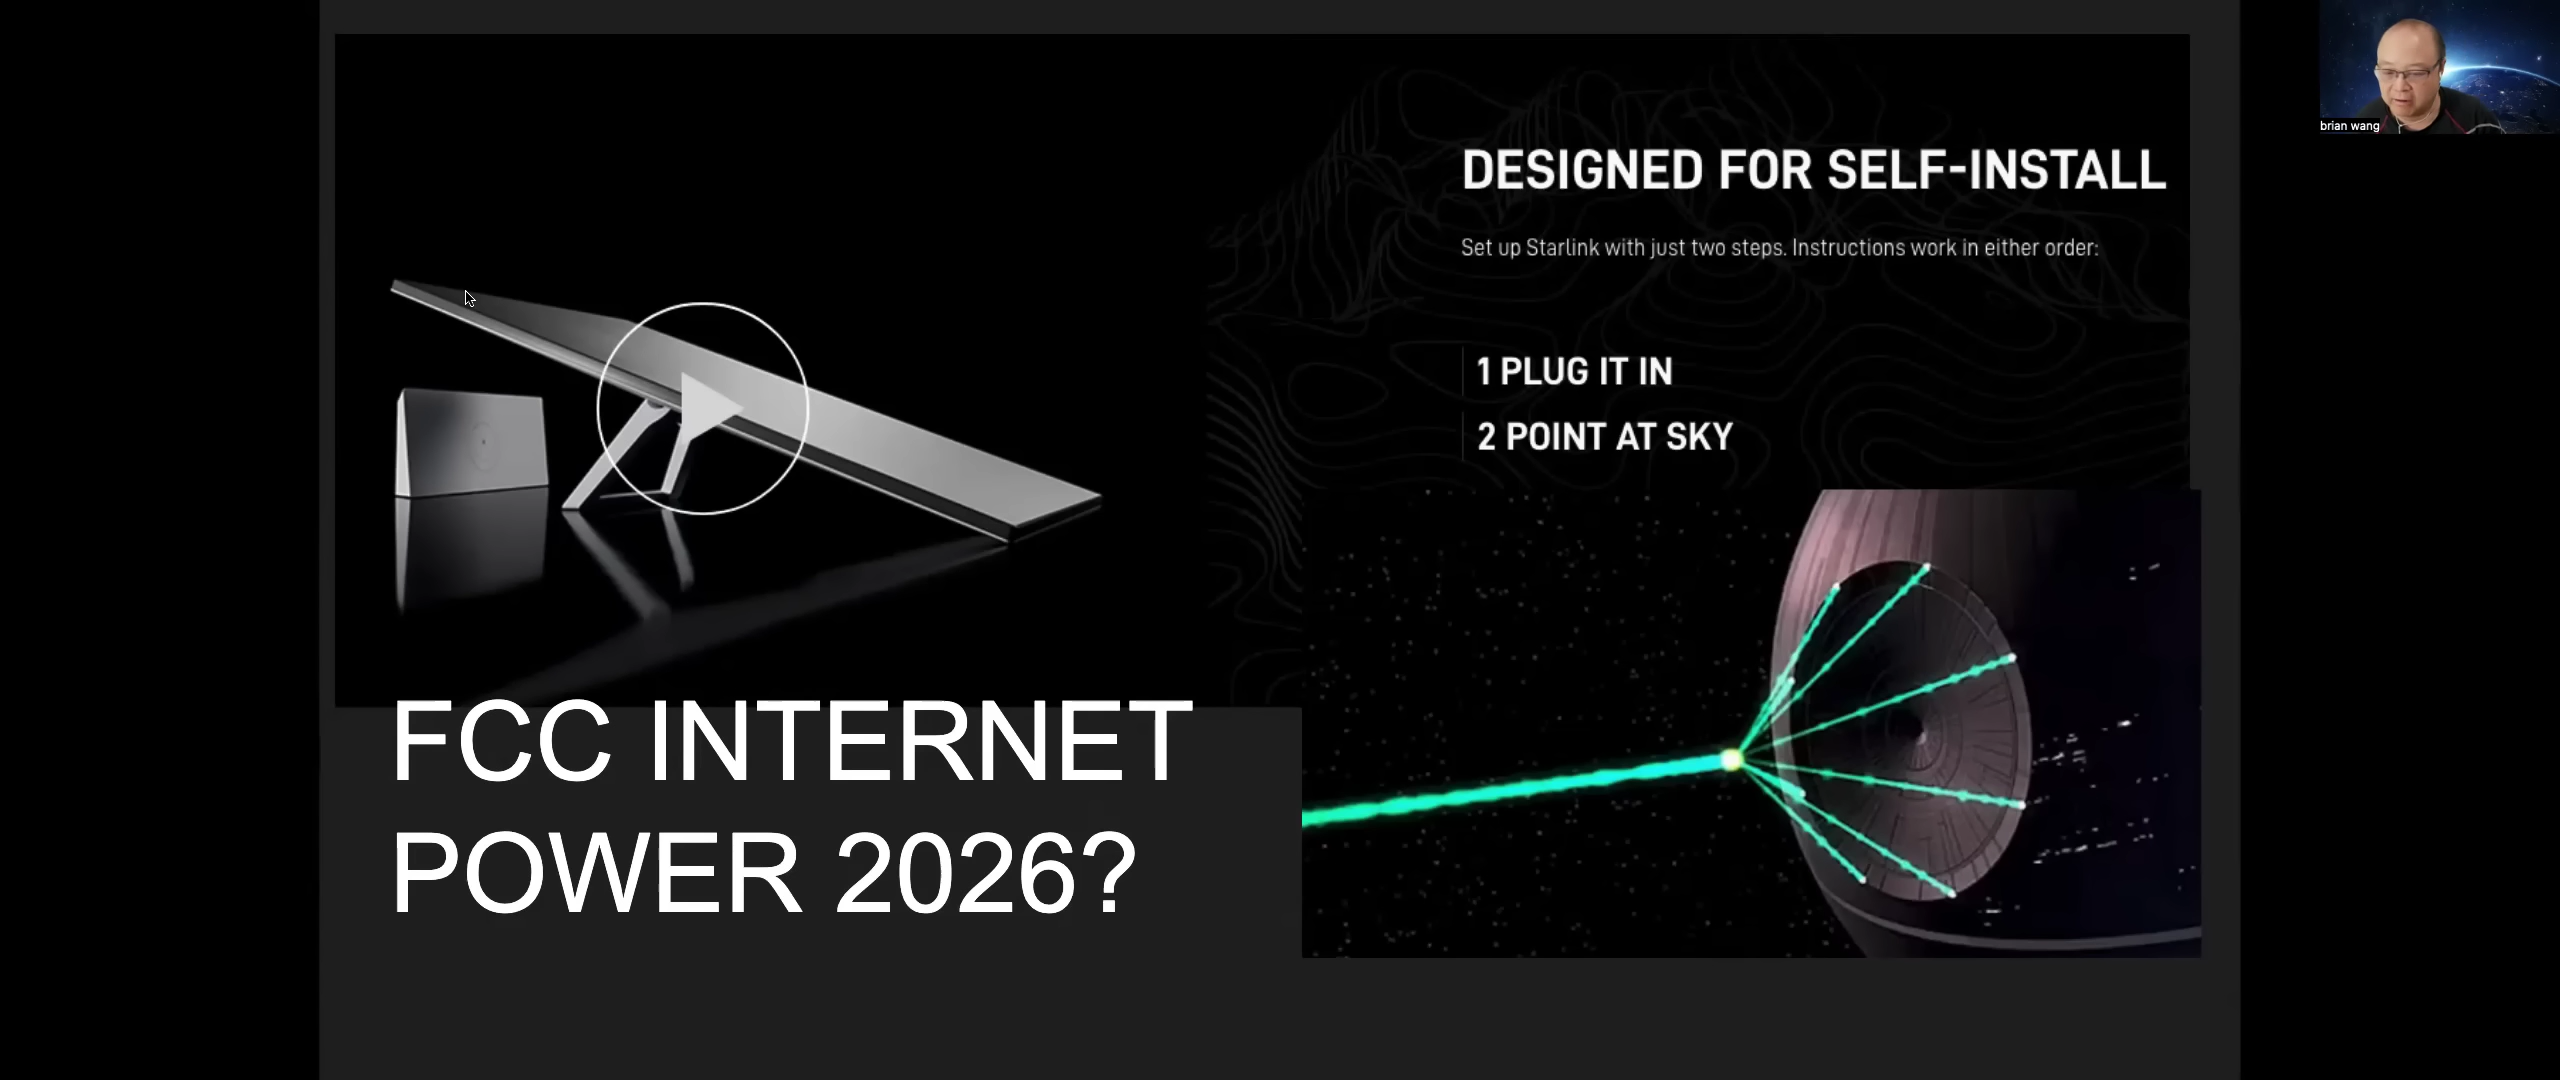 DESIGNED FOR SELF-INSTALL
Set up Starlink with just two steps. Instructions work in either order:
1 PLUG IT IN
2 POINT AT SKY
FCC INTERNET
POWER 2026?
brian wang